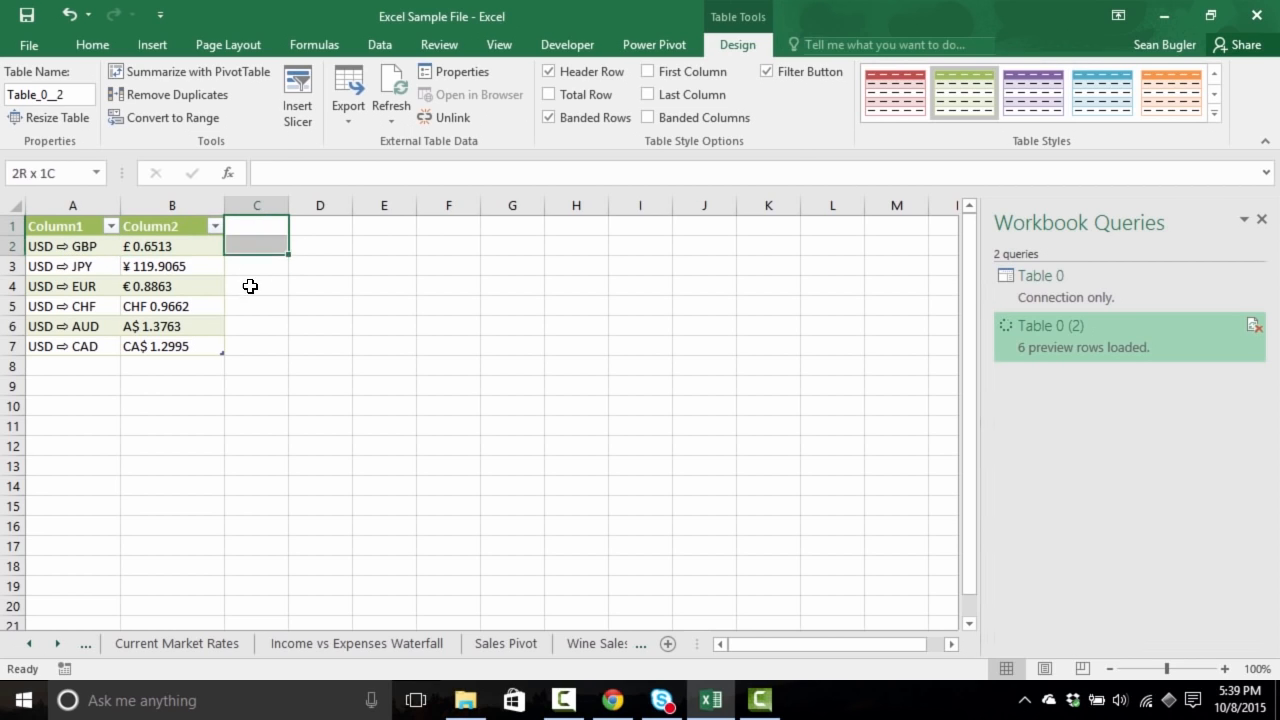 Excel Sample File - Excel
Table Tools
File Home Insert Page Layout Formulas Data Review View Developer Power Pivot Design Tell me what you want to do... Sean Bugler Share
Table Name:
Table_0__2
Resize Table
Properties
Summarize with PivotTable
Remove Duplicates
Convert to Range
Tools
Insert
Slicer
Export
Refresh
Properties
Open in Browser
Unlink
External Table Data
Header Row First Column Filter Button
Total Row Last Column
Banded Rows Banded Columns
Table Style Options
Table Styles
2R x 1C
fx
A B C D E F G H I J K L M
1 Column1 Column2
2 USD ⇨ GBP £ 0.6513
3 USD ⇨ JPY ¥ 119.9065
4 USD ⇨ EUR € 0.8863
5 USD ⇨ CHF CHF 0.9662
6 USD ⇨ AUD A$ 1.3763
7 USD ⇨ CAD CA$ 1.2995
8
9
10
11
12
13
14
15
16
17
18
19
20
21
Workbook Queries
2 queries
Table 0
Connection only.
Table 0 (2)
6 preview rows loaded.
... Current Market Rates Income vs Expenses Waterfall Sales Pivot Wine Sales ...
Ready
100%
Ask me anything
5:39 PM
10/8/2015